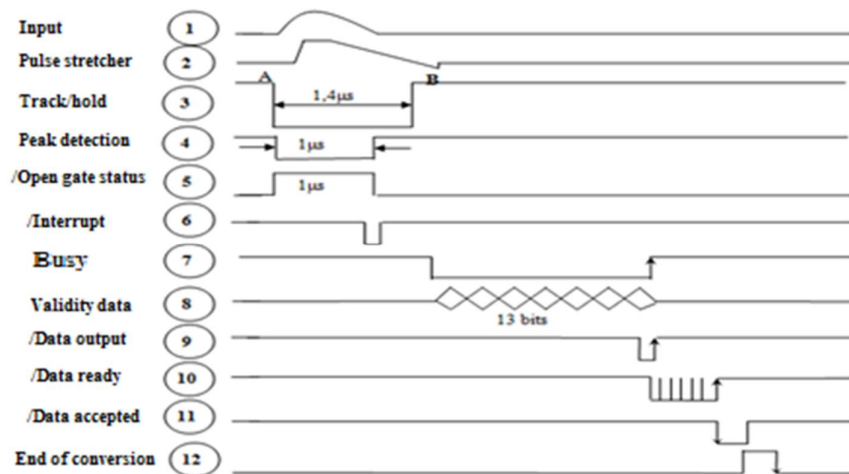 Input 1
Pulse stretcher 2
A B
Track/hold 3 1,4µs
Peak detection 4 1µs
/Open gate status 5 1µs
/Interrupt 6
Busy 7
Validity data 8
13 bits
/Data output 9
/Data ready 10
/Data accepted 11
End of conversion 12